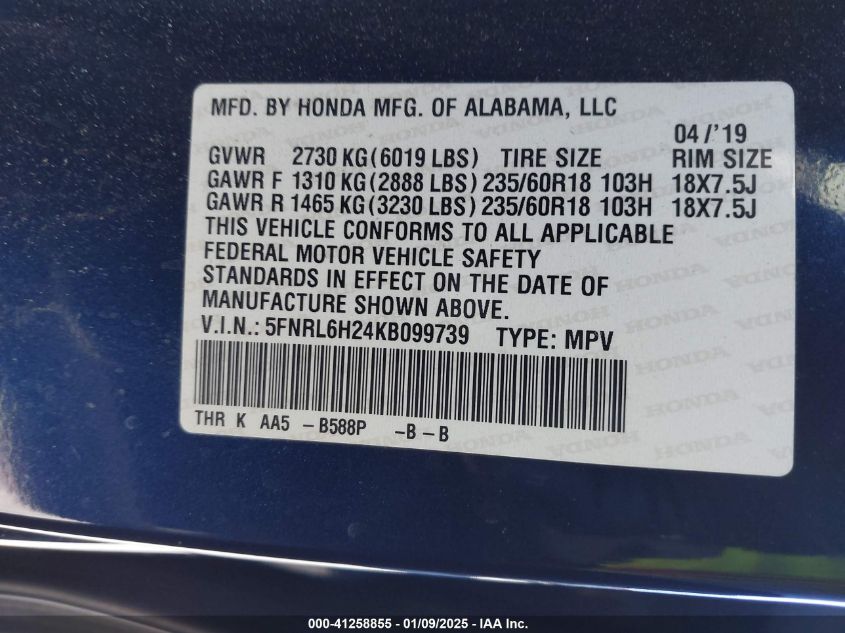 MFD. BY HONDA MFG. OF ALABAMA, LLC
04/'19
GVWR 2730 KG(6019 LBS) TIRE SIZE RIM SIZE
GAWR F 1310 KG(2888 LBS) 235/60R18 103H 18X7.5J
GAWR R 1465 KG(3230 LBS) 235/60R18 103H 18X7.5J
THIS VEHICLE CONFORMS TO ALL APPLICABLE
FEDERAL MOTOR VEHICLE SAFETY
STANDARDS IN EFFECT ON THE DATE OF
MANUFACTURE SHOWN ABOVE.
V.I.N.: 5FNRL6H24KB099739 TYPE: MPV
THR K AA5 -B588P -B-B
000-41258855 | 01/09/2025 | IAA Inc.